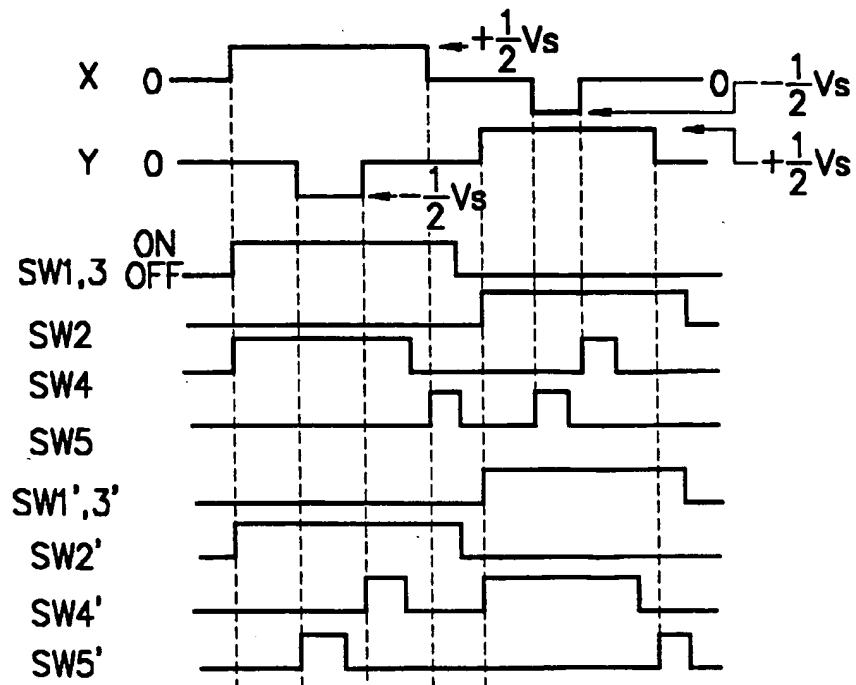 +1/2Vs
X 0
0 -1/2Vs
Y 0
-1/2Vs
+1/2Vs
ON
SW1,3 OFF
SW2
SW4
SW5
SW1',3'
SW2'
SW4'
SW5'